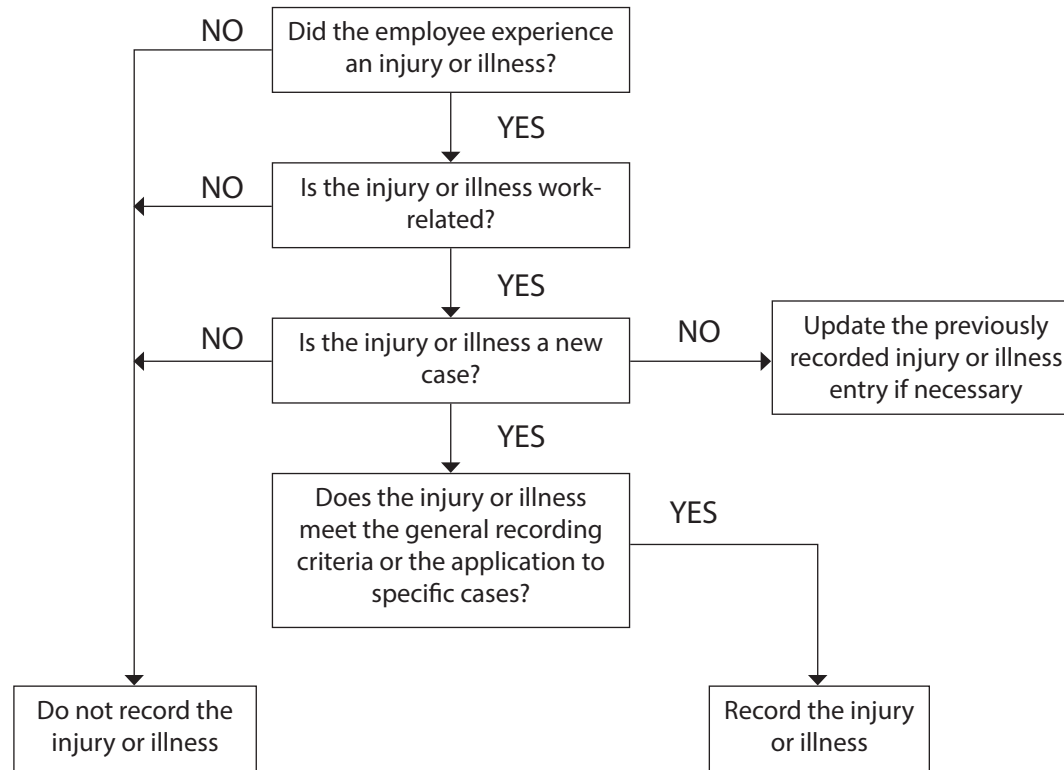 NO
Did the employee experience
an injury or illness?
YES
NO
Is the injury or illness work-
related?
YES
NO
Is the injury or illness a new
case?
NO
Update the previously
recorded injury or illness
entry if necessary
YES
Does the injury or illness
meet the general recording
criteria or the application to
specific cases?
YES
Do not record the
injury or illness
Record the injury
or illness